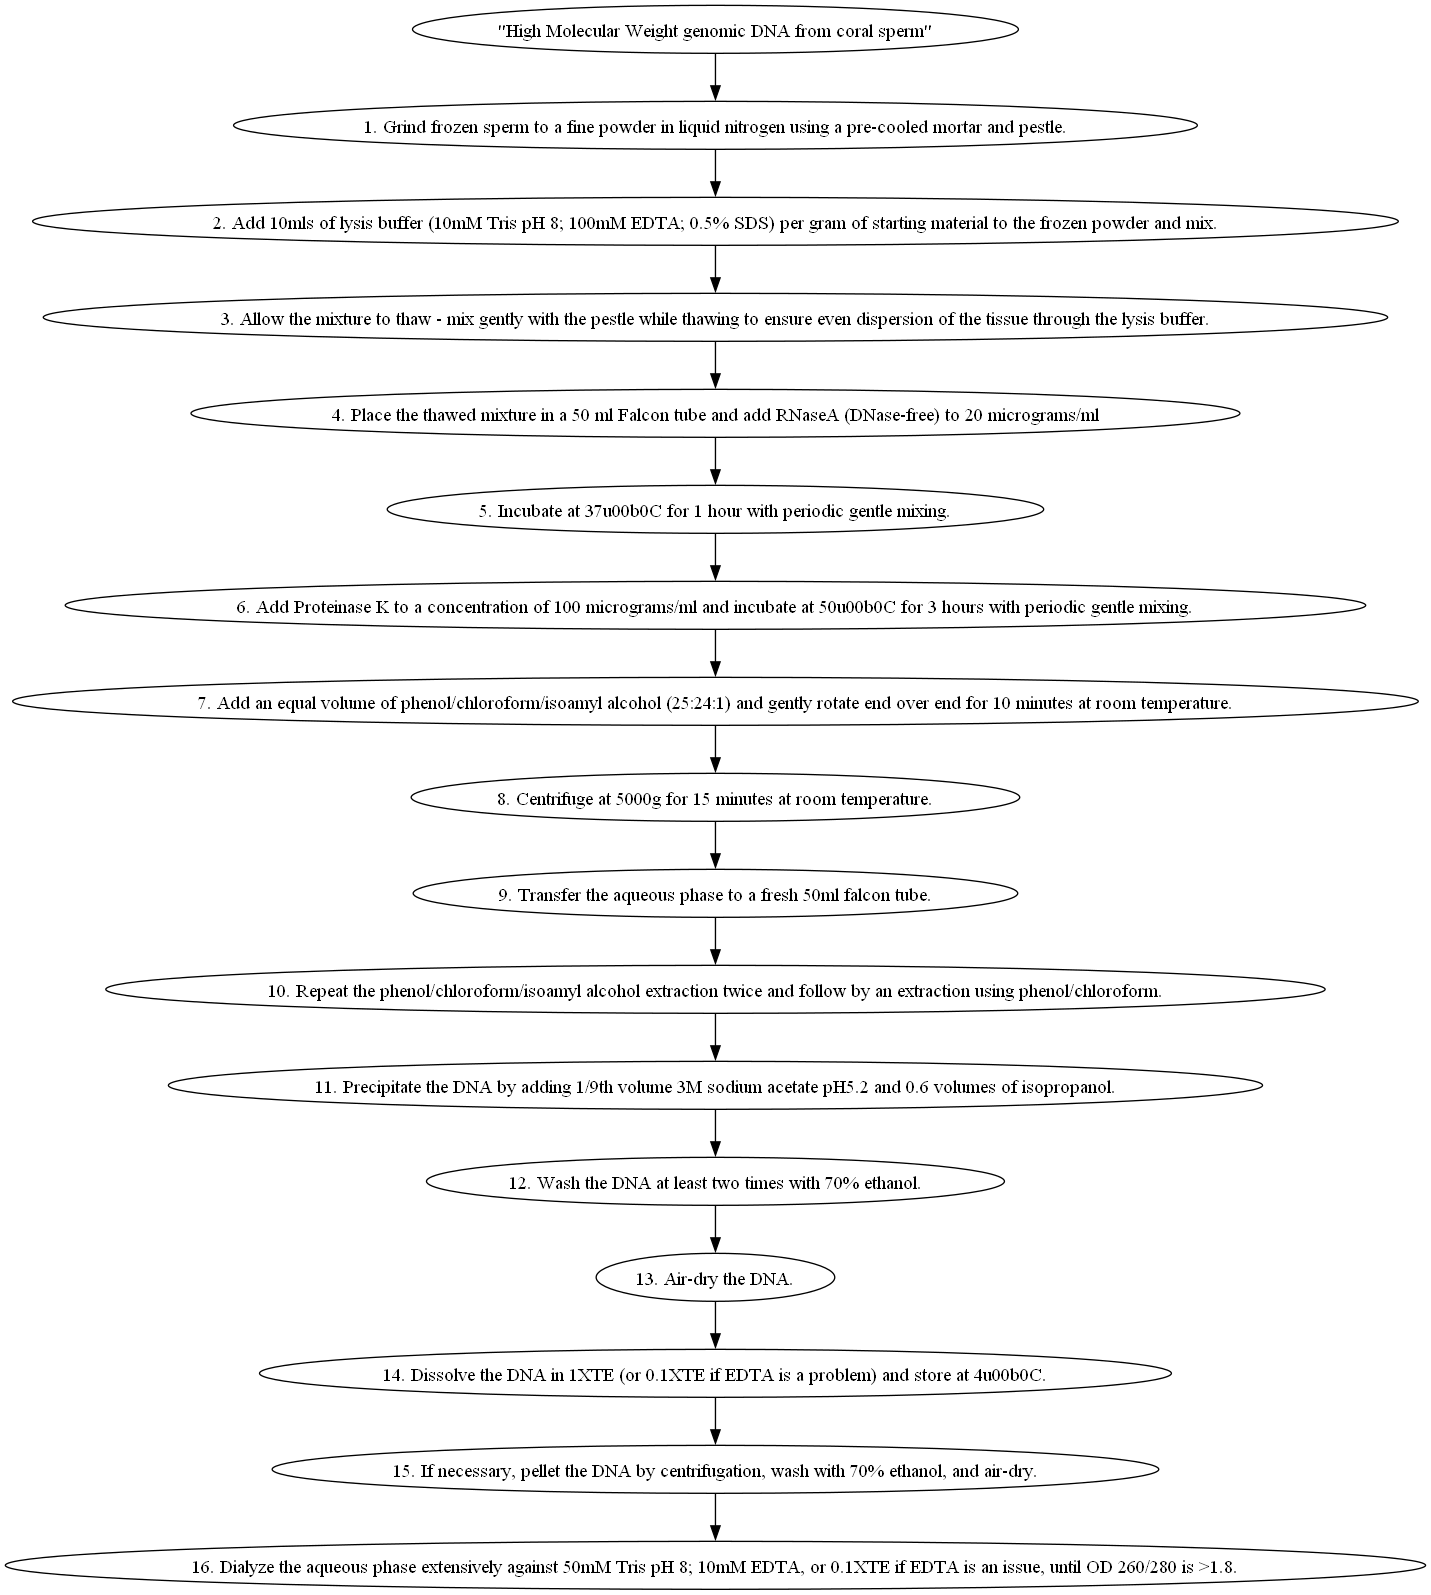 "High Molecular Weight genomic DNA from coral sperm"
1. Grind frozen sperm to a fine powder in liquid nitrogen using a pre-cooled mortar and pestle.
2. Add 10mls of lysis buffer (10mM Tris pH 8; 100mM EDTA; 0.5% SDS) per gram of starting material to the frozen powder and mix.
3. Allow the mixture to thaw - mix gently with the pestle while thawing to ensure even dispersion of the tissue through the lysis buffer.
4. Place the thawed mixture in a 50 ml Falcon tube and add RNaseA (DNase-free) to 20 micrograms/ml
5. Incubate at 37u00b0C for 1 hour with periodic gentle mixing.
6. Add Proteinase K to a concentration of 100 micrograms/ml and incubate at 50u00b0C for 3 hours with periodic gentle mixing.
7. Add an equal volume of phenol/chloroform/isoamyl alcohol (25:24:1) and gently rotate end over end for 10 minutes at room temperature.
8. Centrifuge at 5000g for 15 minutes at room temperature.
9. Transfer the aqueous phase to a fresh 50ml falcon tube.
10. Repeat the phenol/chloroform/isoamyl alcohol extraction twice and follow by an extraction using phenol/chloroform.
11. Precipitate the DNA by adding 1/9th volume 3M sodium acetate pH5.2 and 0.6 volumes of isopropanol.
12. Wash the DNA at least two times with 70% ethanol.
13. Air-dry the DNA.
14. Dissolve the DNA in 1XTE (or 0.1XTE if EDTA is a problem) and store at 4u00b0C.
15. If necessary, pellet the DNA by centrifugation, wash with 70% ethanol, and air-dry.
16. Dialyze the aqueous phase extensively against 50mM Tris pH 8; 10mM EDTA, or 0.1XTE if EDTA is an issue, until OD 260/280 is >1.8.